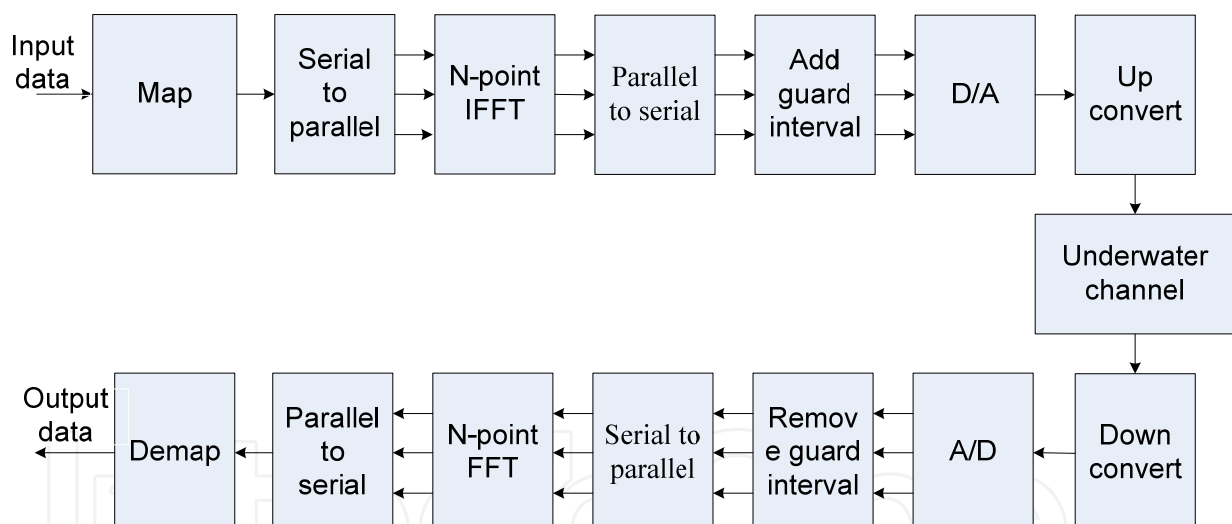 Input
data
Map
Serial
to
parallel
N-point
IFFT
Parallel
to serial
Add
guard
interval
D/A
Up
convert
Underwater
channel
Output
data
Demap
Parallel
to
serial
N-point
FFT
Serial to
parallel
Remov
e guard
interval
A/D
Down
convert